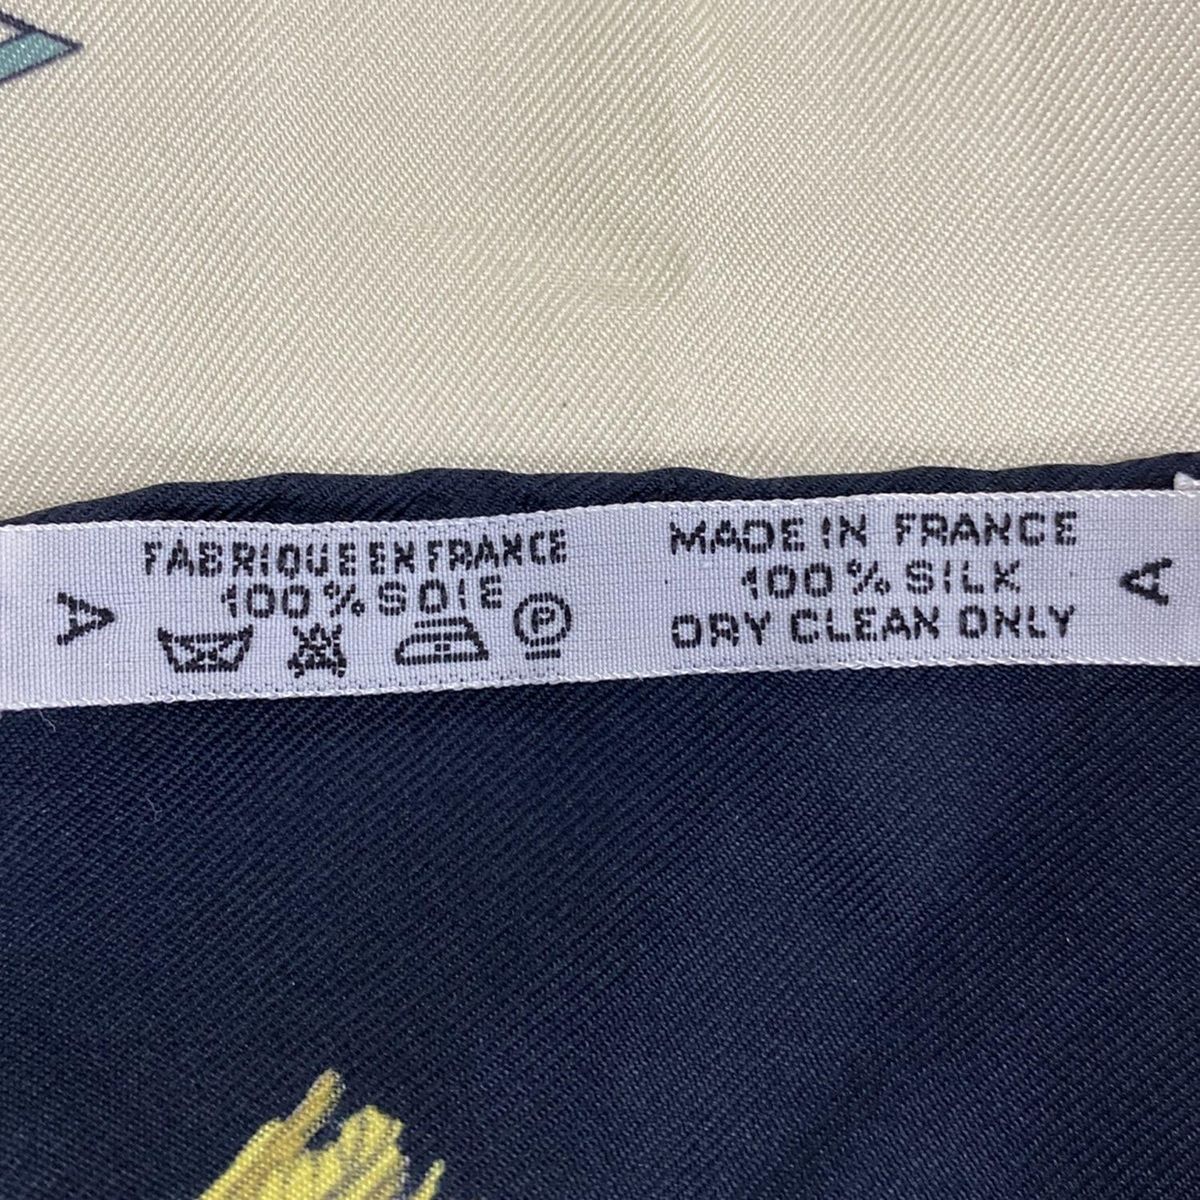 A
FABRIQUE EN FRANCE
100% SOIE
P
MADE IN FRANCE
100% SILK
DRY CLEAN ONLY
A